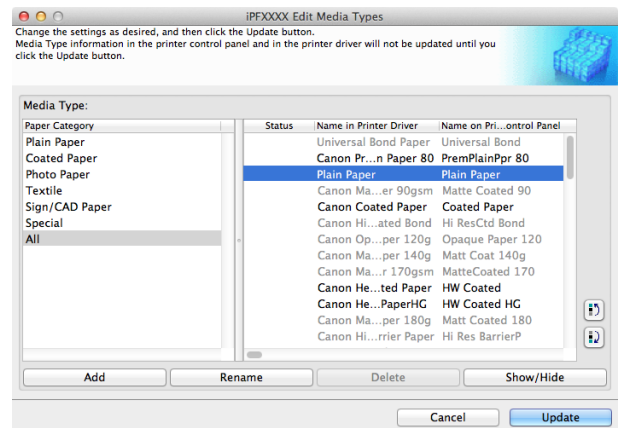 iPFXXXX Edit Media Types
Change the settings as desired, and then click the Update button.
Media Type information in the printer control panel and in the printer driver will not be updated until you
click the Update button.
Media Type:
Paper Category Status Name in Printer Driver Name on Pri...ontrol Panel
Plain Paper Universal Bond Paper Universal Bond
Coated Paper Canon Pr...n Paper 80 PremPlainPpr 80
Photo Paper Plain Paper Plain Paper
Textile Canon Ma...er 90gsm Matte Coated 90
Sign/CAD Paper Canon Coated Paper Coated Paper
Special Canon Hi...ated Bond Hi ResCtd Bond
All Canon Op...per 120g Opaque Paper 120
Canon Ma...per 140g Matt Coat 140g
Canon Ma...r 170gsm MatteCoated 170
Canon He...ted Paper HW Coated
Canon He...PaperHG HW Coated HG
Canon Ma...per 180g Matt Coated 180
Canon Hi...rrier Paper Hi Res BarrierP
Add Rename Delete Show/Hide
Cancel Update